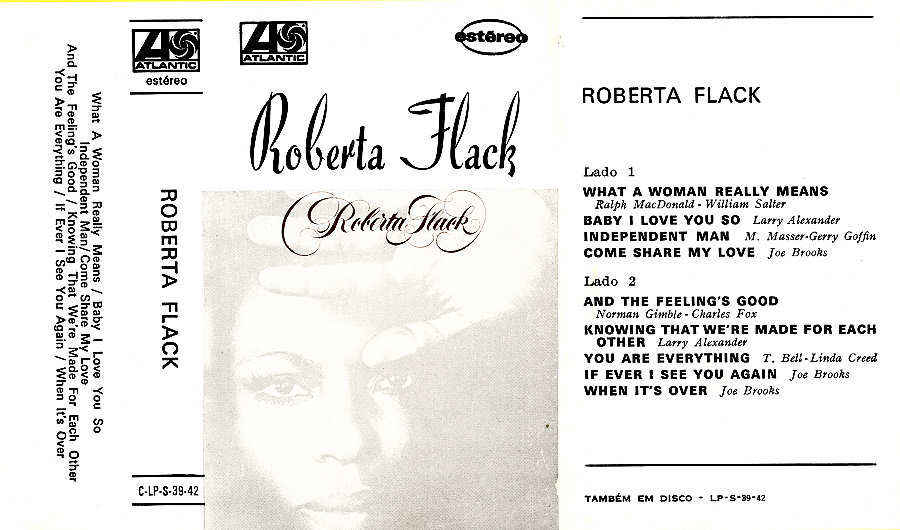 What A Woman Really Means / Baby I Love You So
Independent Man/ Come Share My Love
And The Feeling's Good / Knowing That We're Made For Each Other
You Are Everything / If Ever I See You Again / When It's Over
ATLANTIC
estéreo
ROBERTA FLACK
C-LP-S-39-42
ATLANTIC
estéreo
Roberta Flack
Roberta Flack
ROBERTA FLACK
Lado 1
WHAT A WOMAN REALLY MEANS
Ralph MacDonald - William Salter
BABY I LOVE YOU SO Larry Alexander
INDEPENDENT MAN M. Masser-Gerry Goffin
COME SHARE MY LOVE Joe Brooks
Lado 2
AND THE FEELING'S GOOD
Norman Gimble - Charles Fox
KNOWING THAT WE'RE MADE FOR EACH
OTHER Larry Alexander
YOU ARE EVERYTHING T. Bell-Linda Creed
IF EVER I SEE YOU AGAIN Joe Brooks
WHEN IT'S OVER Joe Brooks
TAMBÉM EM DISCO - LP-S-39-42